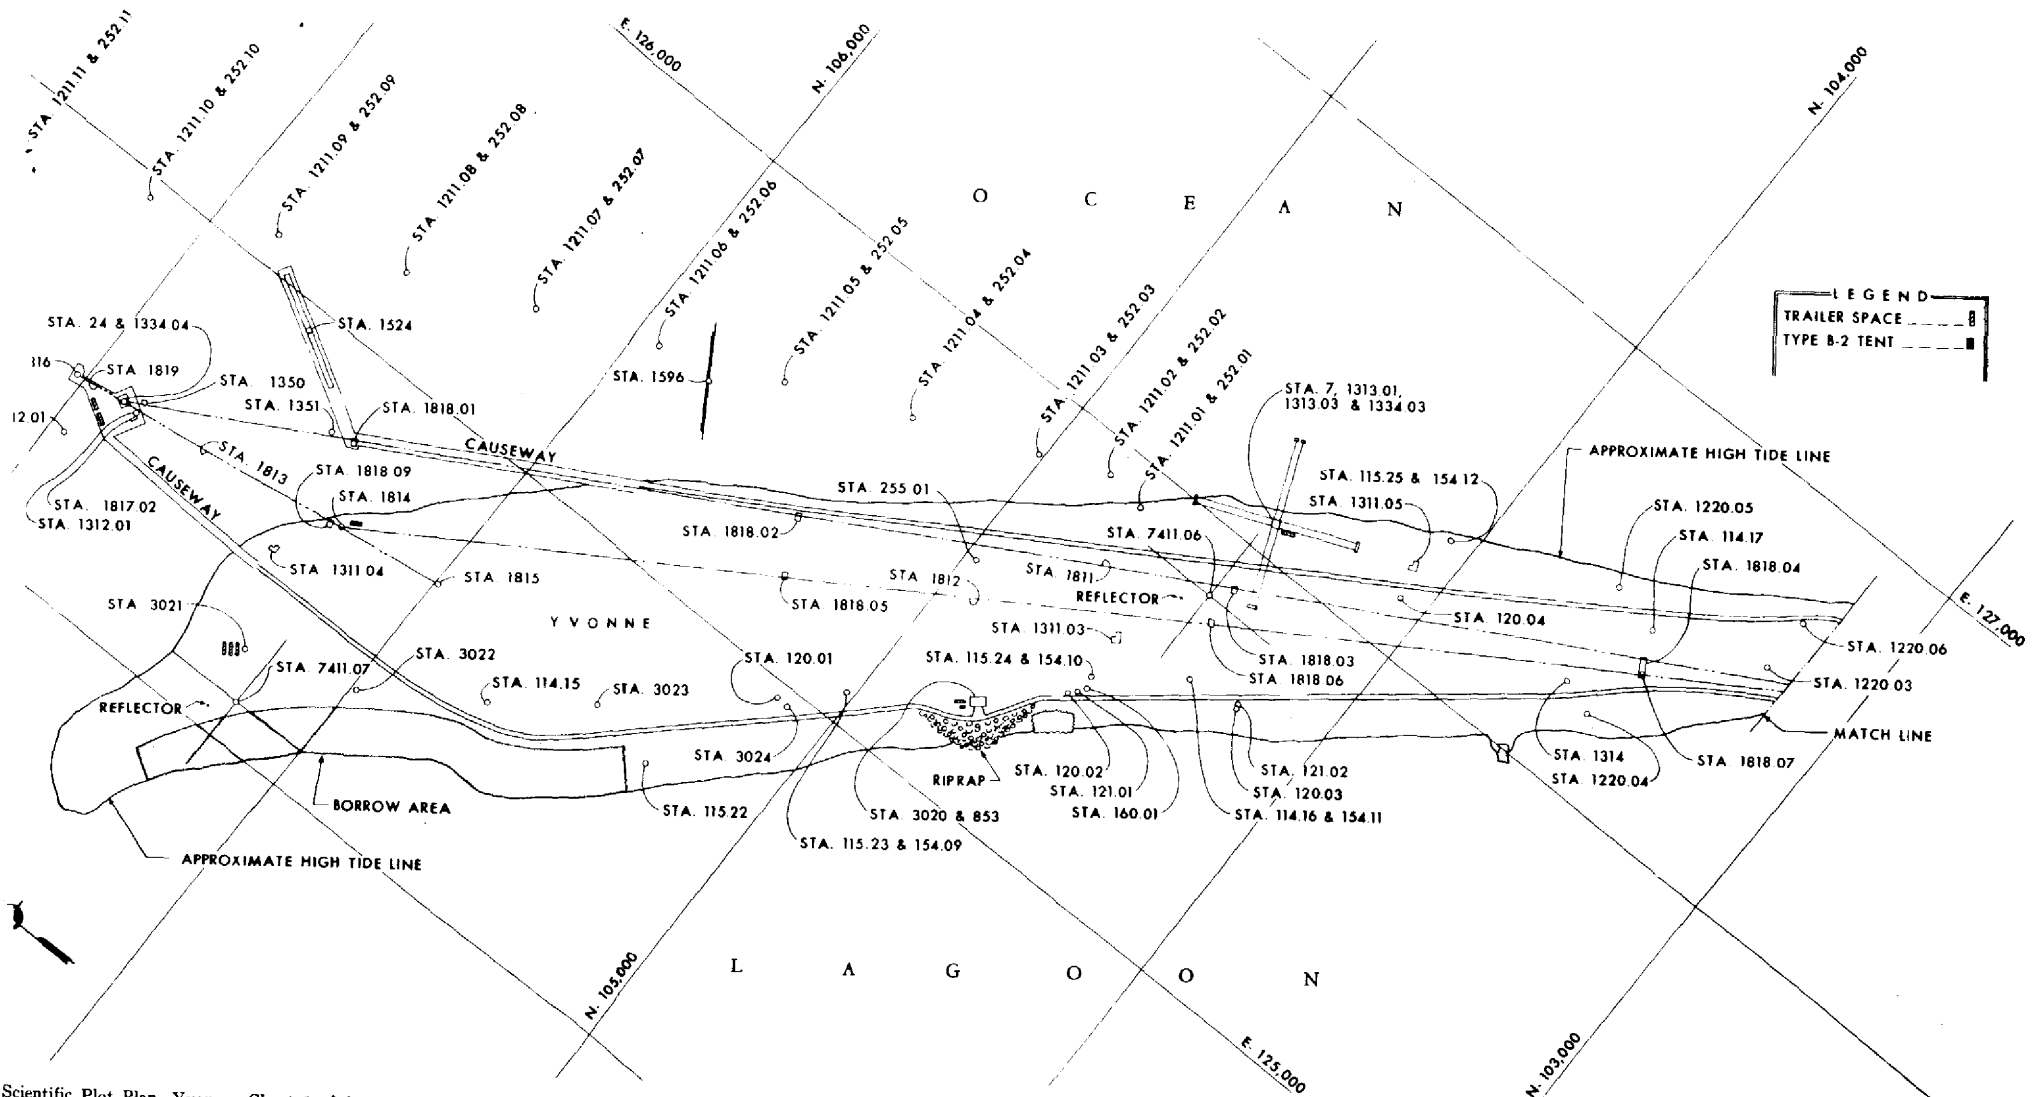 STA. 1211.11 & 252.11
STA. 1211.10 & 252.10
STA. 1211.09 & 252.09
STA. 1211.08 & 252.08
STA. 1211.07 & 252.07
STA. 1211.06 & 252.06
STA. 1211.05 & 252.05
STA. 1211.04 & 252.04
STA. 1211.03 & 252.03
STA. 1211.02 & 252.02
STA. 1211.01 & 252.01
E. 126,000
N. 106,000
N. 104,000
O C E A N
LEGEND
TRAILER SPACE
TYPE B-2 TENT
STA. 24 & 1334.04
STA. 1524
316
STA. 1819
STA. 1350
STA. 1351
STA. 1818.01
12.01
STA. 1596
STA. 7, 1313.01,
1313.03 & 1334.03
CAUSEWAY
CAUSEWAY
STA. 1813
STA. 1818.09
STA. 1814
STA. 1817.02
STA. 1312.01
STA. 1311.04
STA. 1815
STA. 255.01
STA. 1818.02
STA. 1818.05
STA. 1812
STA. 1811
STA. 7411.06
REFLECTOR
STA. 115.25 & 154.12
STA. 1311.05
APPROXIMATE HIGH TIDE LINE
STA. 1220.05
STA. 114.17
STA. 1818.04
E. 127,000
STA. 3021
YVONNE
STA. 1311.03
STA. 120.04
STA. 1220.06
STA. 7411.07
STA. 3022
STA. 120.01
STA. 115.24 & 154.10
STA. 1818.03
STA. 1818.06
STA. 1220.03
REFLECTOR
STA. 114.15
STA. 3023
STA. 3024
MATCH LINE
STA. 1314
STA. 1220.04
STA. 1818.07
RIPRAP
STA. 120.02
STA. 121.01
STA. 160.01
STA. 121.02
STA. 120.03
STA. 114.16 & 154.11
BORROW AREA
STA. 115.22
STA. 3020 & 853
STA. 115.23 & 154.09
APPROXIMATE HIGH TIDE LINE
L A G O O N
N. 105,000
E. 125,000
N. 103,000
Scientific Plot Plan,